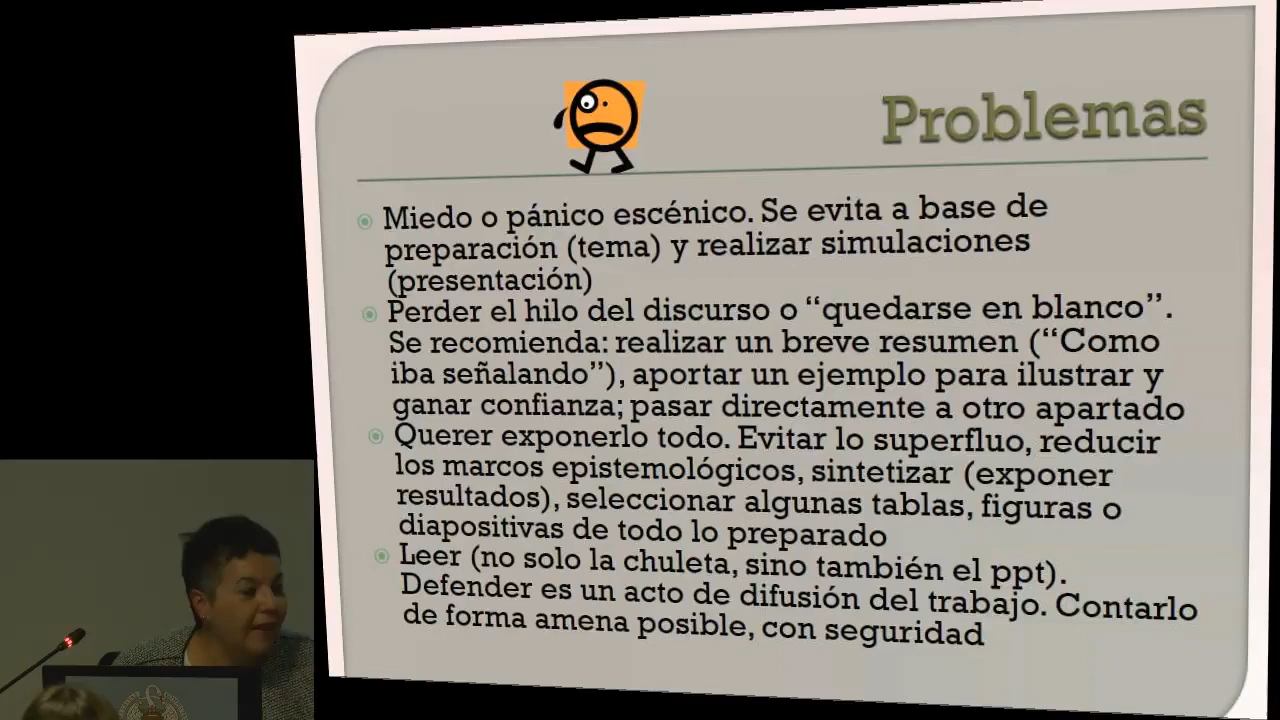 Problemas
Miedo o pánico escénico. Se evita a base de
preparación (tema) y realizar simulaciones
(presentación)
Perder el hilo del discurso o “quedarse en blanco”.
Se recomienda: realizar un breve resumen (“Como
iba señalando”), aportar un ejemplo para ilustrar y
ganar confianza; pasar directamente a otro apartado
Querer exponerlo todo. Evitar lo superfluo, reducir
los marcos epistemológicos, sintetizar (exponer
resultados), seleccionar algunas tablas, figuras o
diapositivas de todo lo preparado
Leer (no solo la chuleta, sino también el ppt).
Defender es un acto de difusión del trabajo. Contarlo
de forma amena posible, con seguridad